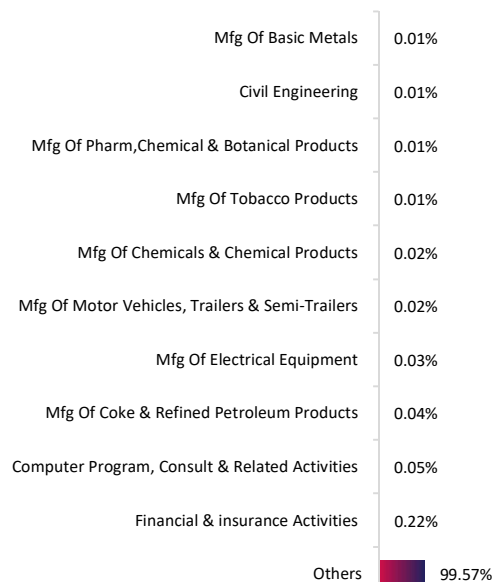 Mfg Of Basic Metals 0.01%
Civil Engineering 0.01%
Mfg Of Pharm,Chemical & Botanical Products 0.01%
Mfg Of Tobacco Products 0.01%
Mfg Of Chemicals & Chemical Products 0.02%
Mfg Of Motor Vehicles, Trailers & Semi-Trailers 0.02%
Mfg Of Electrical Equipment 0.03%
Mfg Of Coke & Refined Petroleum Products 0.04%
Computer Program, Consult & Related Activities 0.05%
Financial & insurance Activities 0.22%
Others 99.57%